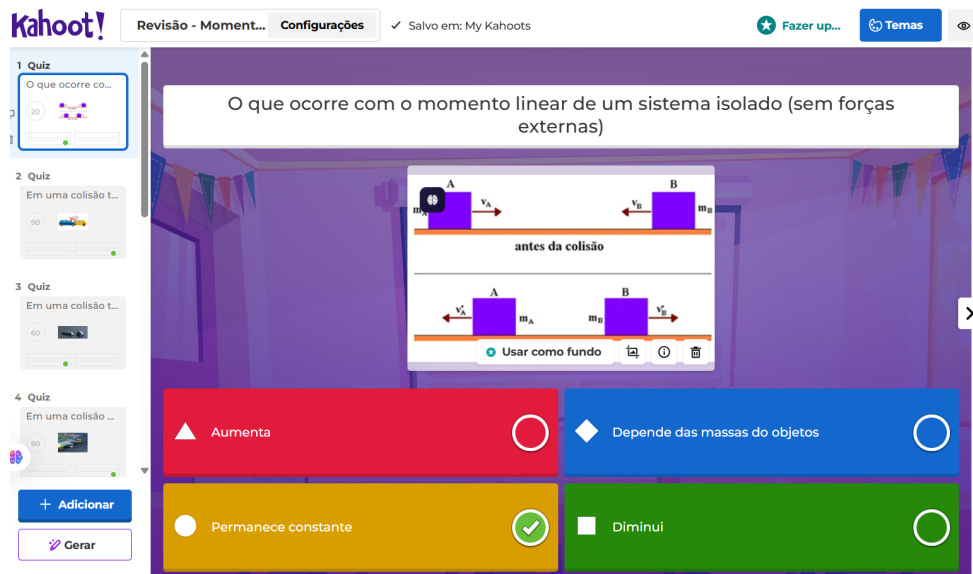 Kahoot!
Revisão - Moment...
Configurações
Salvo em: My Kahoots
Fazer up...
Temas
1 Quiz
O que ocorre co...
20
2 Quiz
Em uma colisão t...
90
3 Quiz
Em uma colisão t...
60
4 Quiz
Em uma colisão ...
60
Adicionar
Gerar
O que ocorre com o momento linear de um sistema isolado (sem forças
externas)
A
B
vA
vB
mB
antes da colisão
A
B
v'A
mA
mB
v'B
Usar como fundo
Aumenta
Depende das massas do objetos
Permanece constante
Diminui